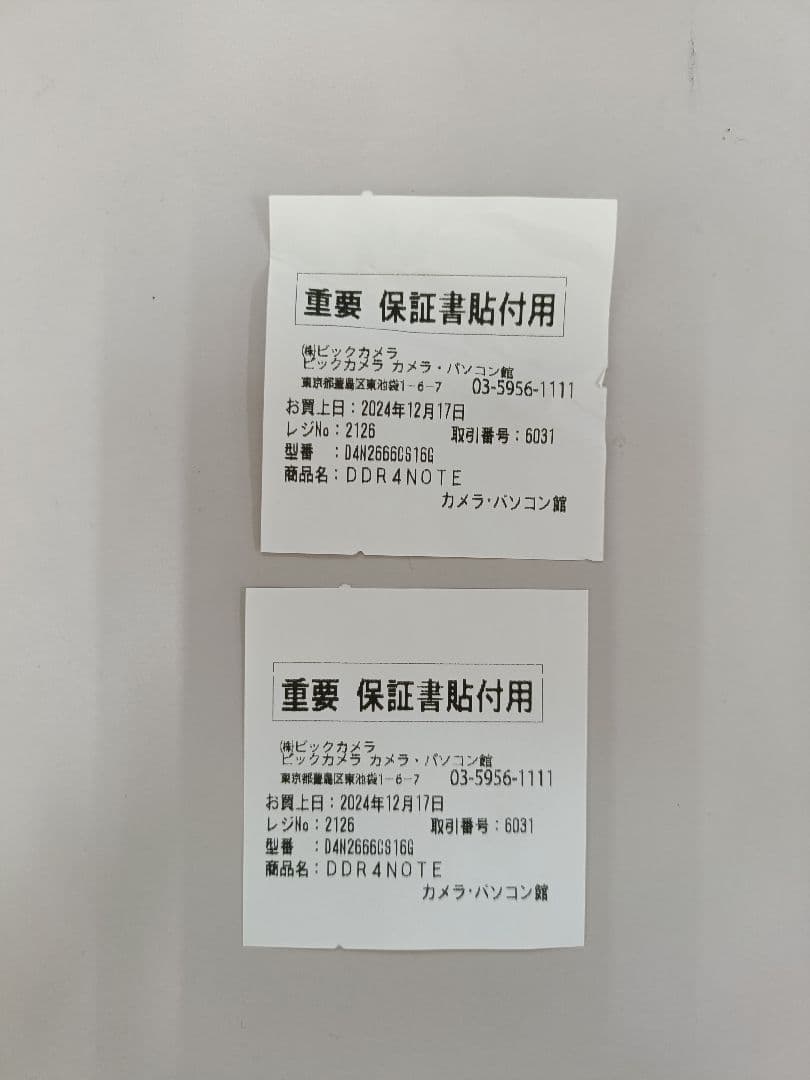 重要 保証書貼付用
㈱ビックカメラ
ビックカメラ カメラ・パソコン館
東京都豊島区東池袋1-6-7 03-5956-1111
お買上日：2024年12月17日
レジNo：2126 取引番号：6031
型番 ：D4N2666CS16G
商品名：DDR4NOTE
カメラ・パソコン館
重要 保証書貼付用
㈱ビックカメラ
ビックカメラ カメラ・パソコン館
東京都豊島区東池袋1-6-7 03-5956-1111
お買上日：2024年12月17日
レジNo：2126 取引番号：6031
型番 ：D4N2666CS16G
商品名：DDR4NOTE
カメラ・パソコン館